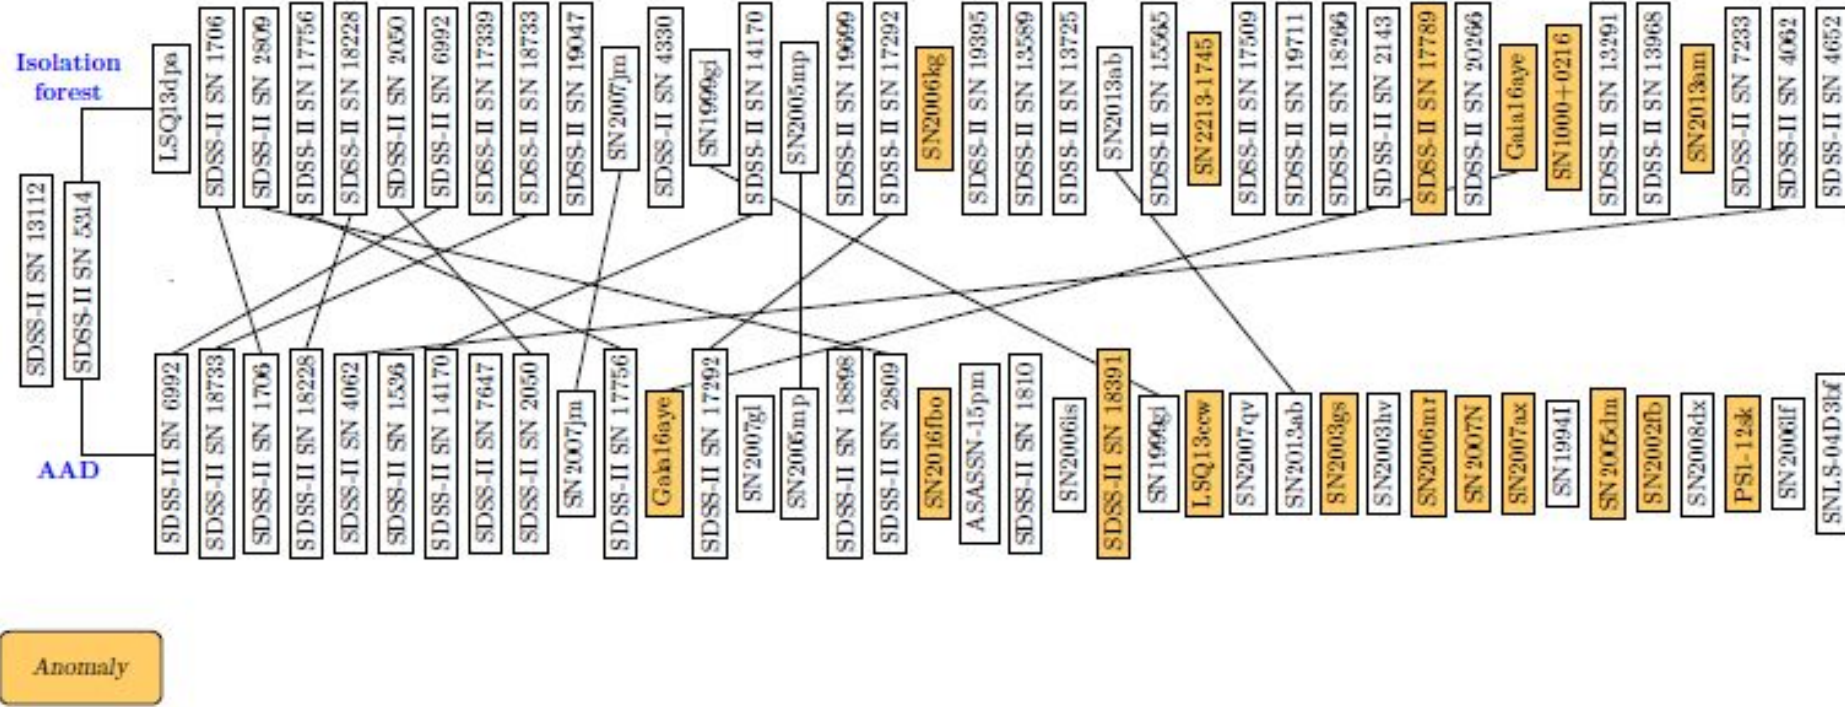 Isolation
forest
SDSS-II SN 13112
SDSS-II SN 5314
LSQ13dpa
SDSS-II SN 1706
SDSS-II SN 2809
SDSS-II SN 17756
SDSS-II SN 18228
SDSS-II SN 2050
SDSS-II SN 6992
SDSS-II SN 17339
SDSS-II SN 18733
SDSS-II SN 19047
SN2007jm
SDSS-II SN 4330
SN1999gi
SDSS-II SN 14170
SN2005mp
SDSS-II SN 19699
SDSS-II SN 17292
SN2006kg
SDSS-II SN 19395
SDSS-II SN 13589
SDSS-II SN 13725
SN2013ab
SDSS-II SN 15565
SN2213-1745
SDSS-II SN 17509
SDSS-II SN 19711
SDSS-II SN 18266
SDSS-II SN 2143
SDSS-II SN 17789
SDSS-II SN 20266
Gaia16aye
SN1000+0216
SDSS-II SN 13291
SDSS-II SN 13968
SN2013am
SDSS-II SN 7233
SDSS-II SN 4062
SDSS-II SN 4652
AAD
SDSS-II SN 6992
SDSS-II SN 18733
SDSS-II SN 1706
SDSS-II SN 18228
SDSS-II SN 4062
SDSS-II SN 1536
SDSS-II SN 14170
SDSS-II SN 7647
SDSS-II SN 2050
SN2007jm
SDSS-II SN 17756
Gaia16aye
SDSS-II SN 17292
SN2007gl
SN2005mp
SDSS-II SN 18898
SDSS-II SN 2809
SN2016fbo
ASASSN-15pm
SDSS-II SN 1810
SN2006is
SDSS-II SN 18391
SN1999gi
LSQ13ccw
SN2007qv
SN2013ab
SN2003gs
SN2003hv
SN2006mr
SN2007N
SN2007ax
SN1994I
SN2005dm
SN2002fb
SN2008dx
PS1-12sk
SN2006lf
SNLS-04D3bf
Anomaly